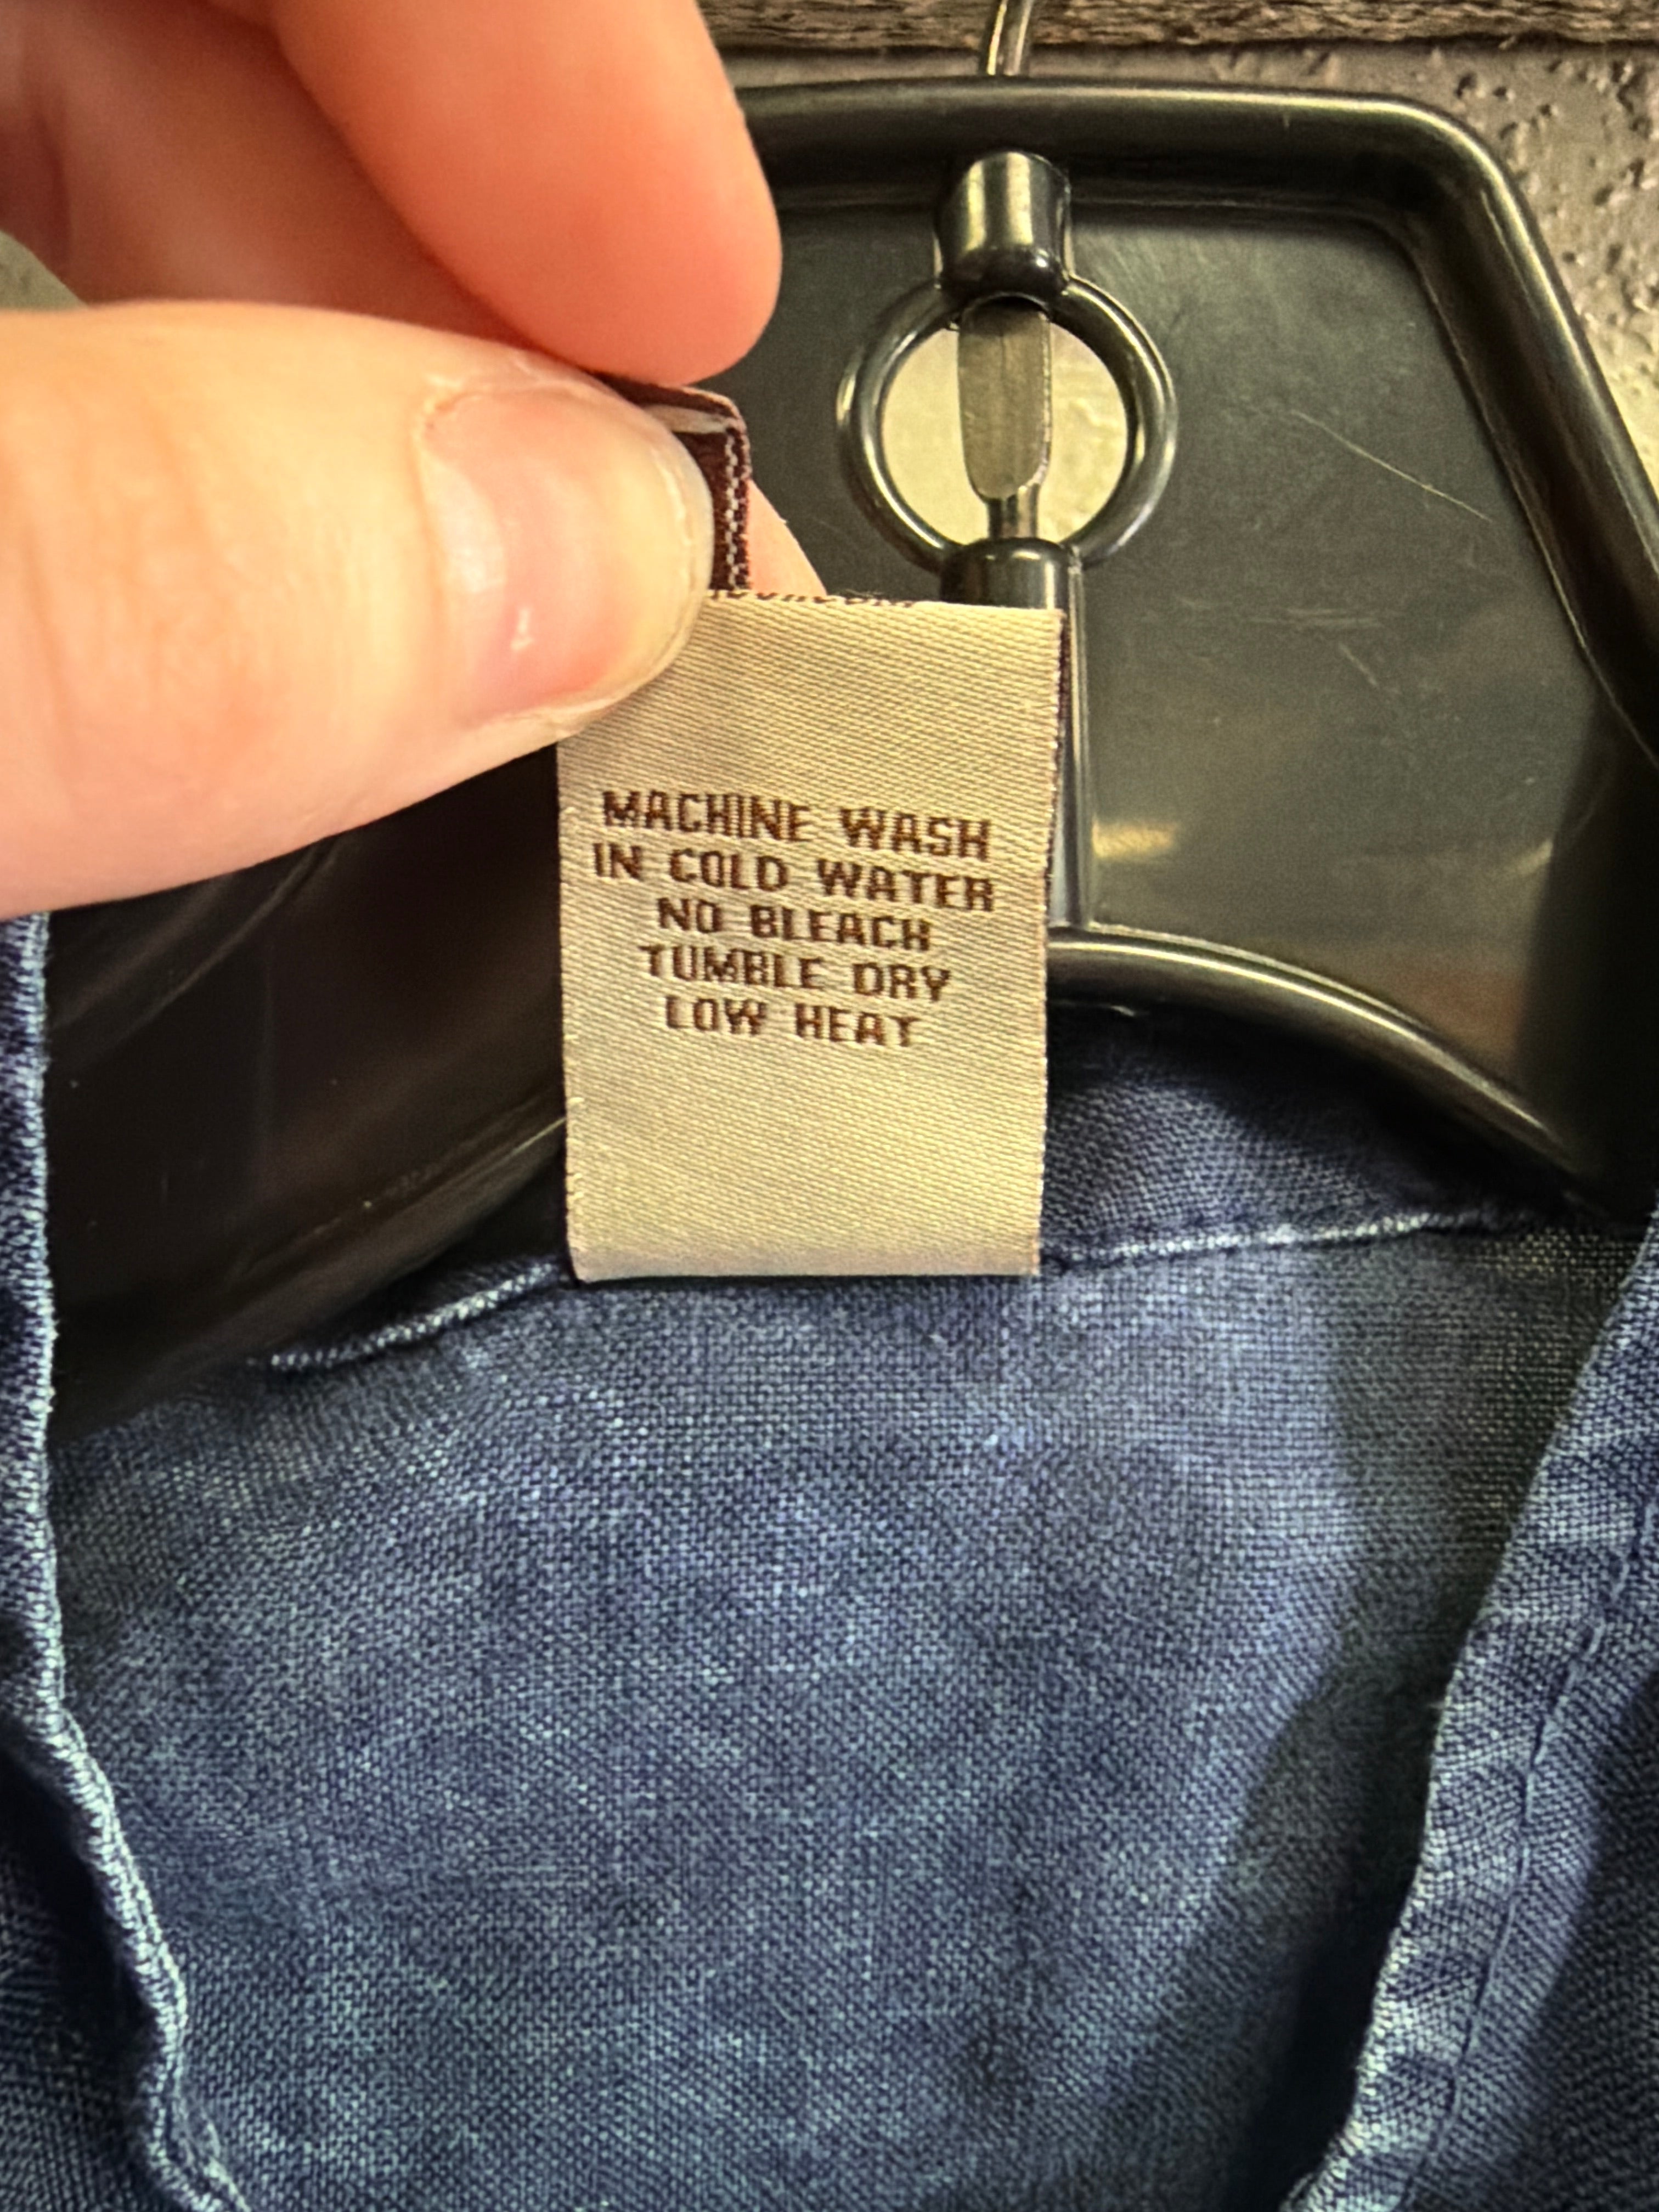 MACHINE WASH
IN COLD WATER
NO BLEACH
TUMBLE DRY
LOW HEAT